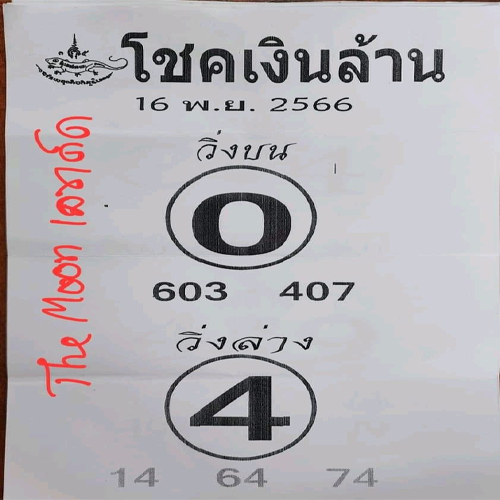 โชคเงินล้าน
16 พ.ย. 2566
วิ่งบน
0
603 407
วิ่งล่าง
4
14 64 74
The Moon เลขเด็ด